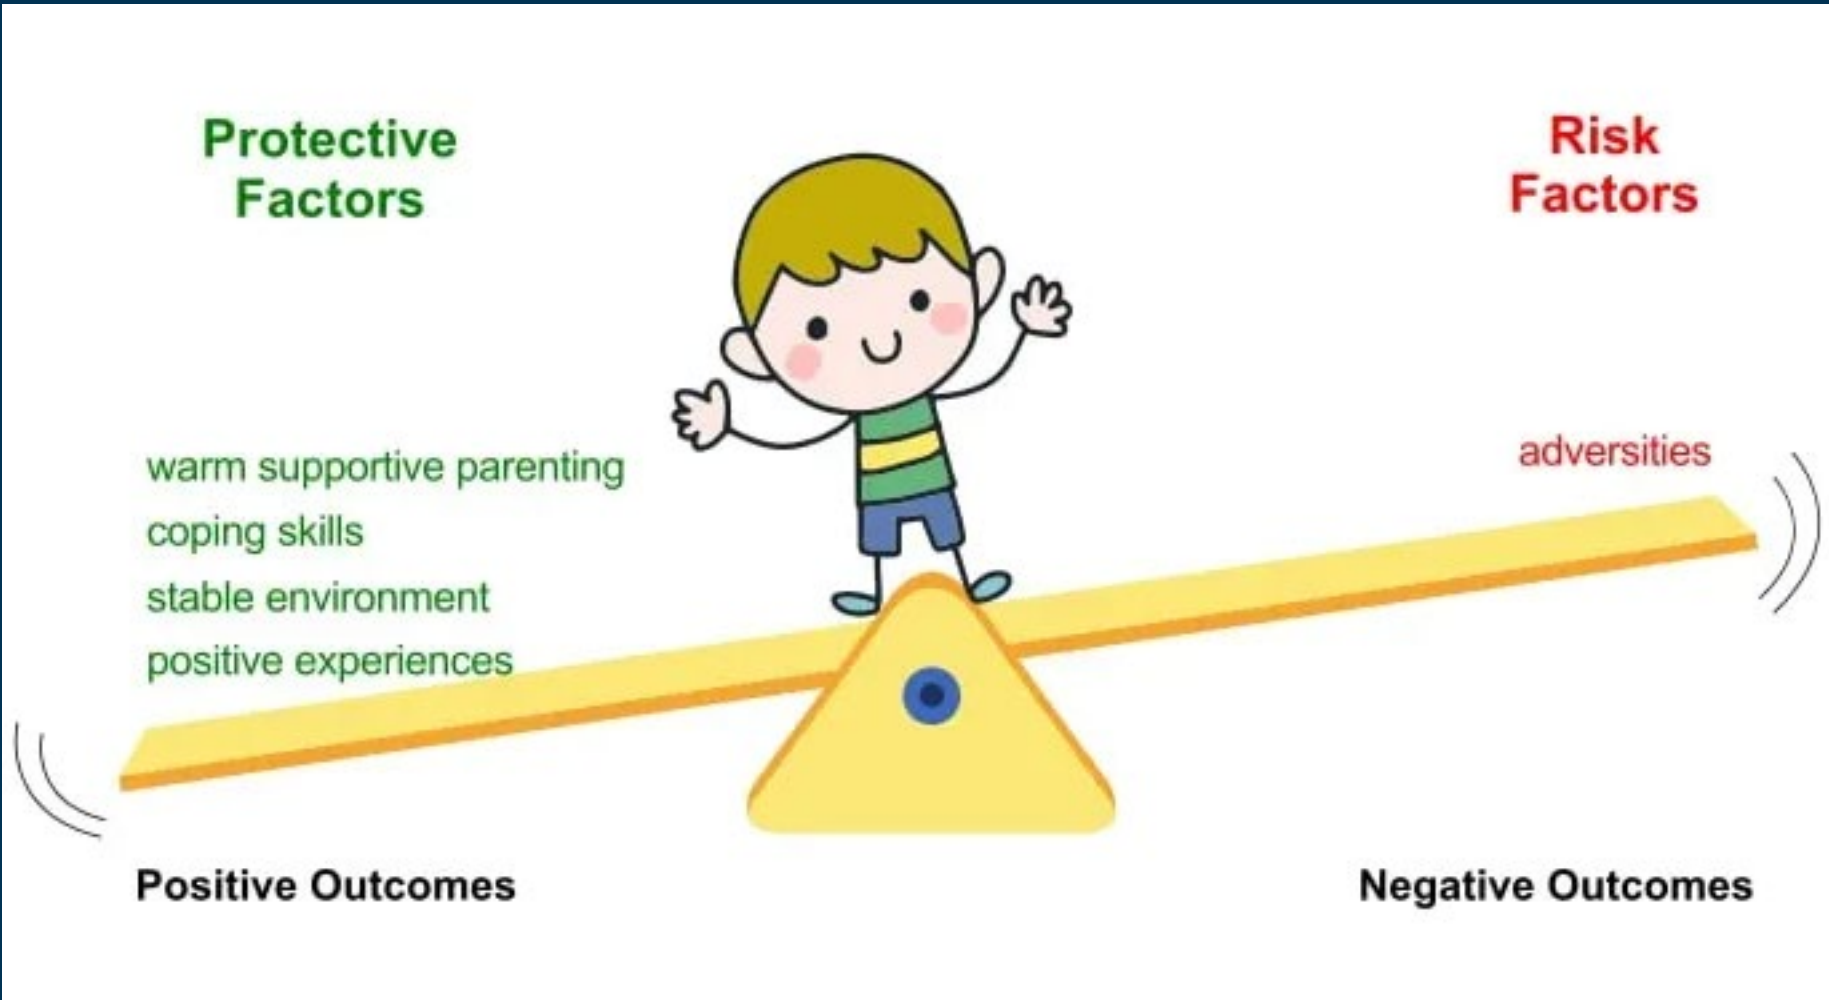 Protective
Factors
Risk
Factors
warm supportive parenting
coping skills
stable environment
positive experiences
adversities
Positive Outcomes
Negative Outcomes